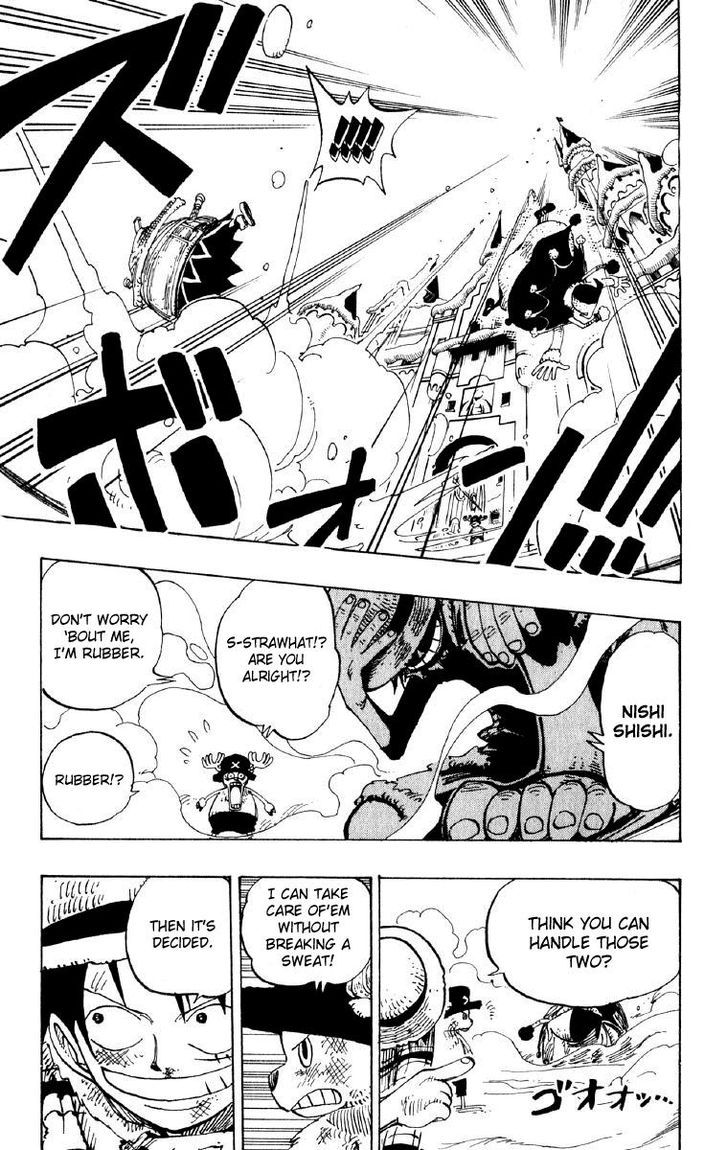 ズ
ボォーン!!!
!!!!!
NISHI
SHISHI.
S-STRAWHAT!?
ARE YOU
ALRIGHT!?
DON'T WORRY
'BOUT ME,
I'M RUBBER.
RUBBER!?
THINK YOU CAN
HANDLE THOSE
TWO?
ゴオオッ...
I CAN TAKE
CARE OF'EM
WITHOUT
BREAKING A
SWEAT!
THEN IT'S
DECIDED.